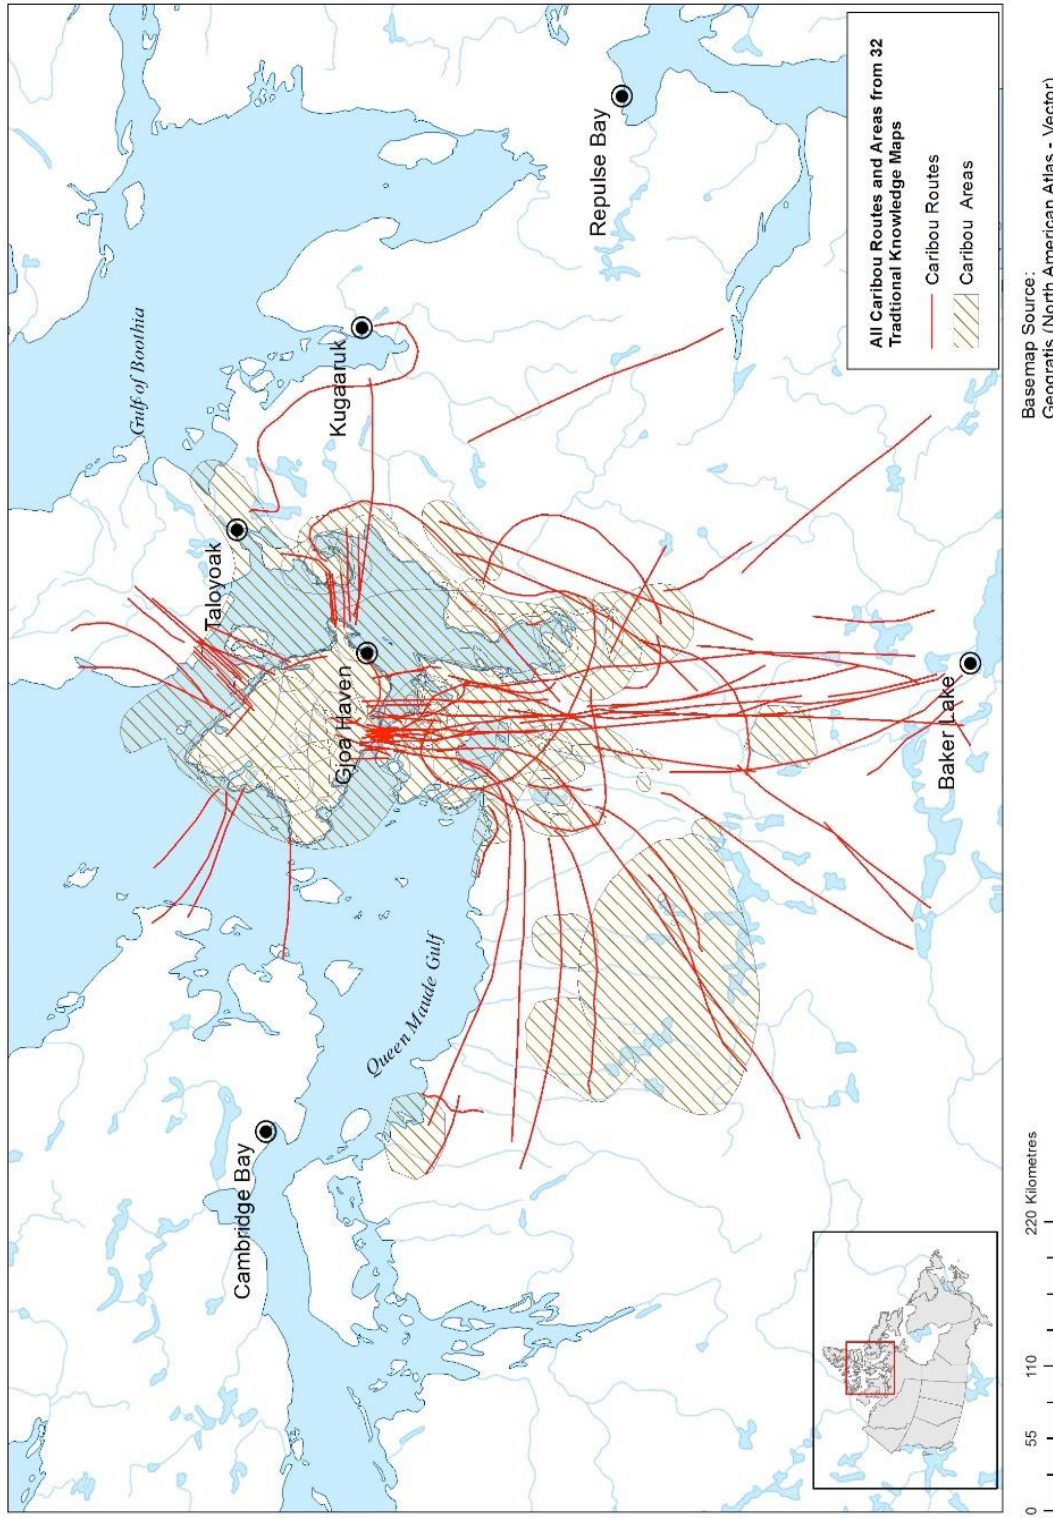 Gulf of Boothia
Taloyoak
Kugaaruk
Repulse Bay
Gjoa Haven
Cambridge Bay
Queen Maude Gulf
Baker Lake
All Caribou Routes and Areas from 32
Tradtional Knowledge Maps
Caribou Routes
Caribou Areas
0 55 110 220 Kilometres
Basemap Source:
Geogratis (North American Atlas - Vector)